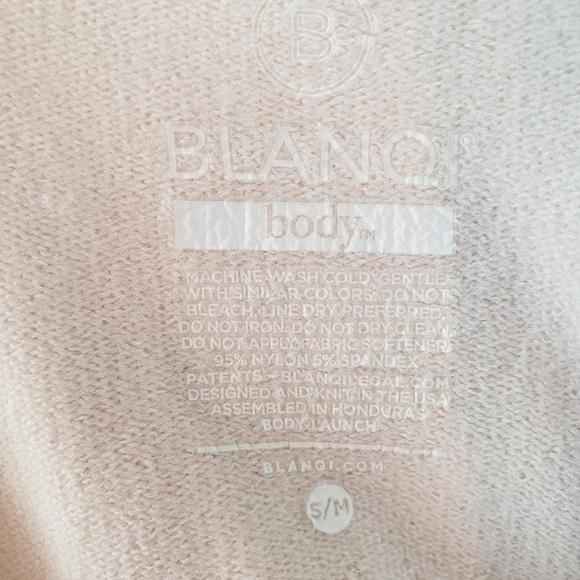 B
BLANQI®
body™
MACHINE WASH COLD, GENTLE
WITH SIMILAR COLORS. DO NOT
BLEACH. LINE DRY PREFERRED.
DO NOT IRON. DO NOT DRY CLEAN.
DO NOT APPLY FABRIC SOFTENER.
95% NYLON 5% SPANDEX
PATENTS – BLANQILEGAL.COM
DESIGNED AND KNIT IN THE USA
ASSEMBLED IN HONDURAS
BODY LAUNCH
BLANQI.COM
S/M